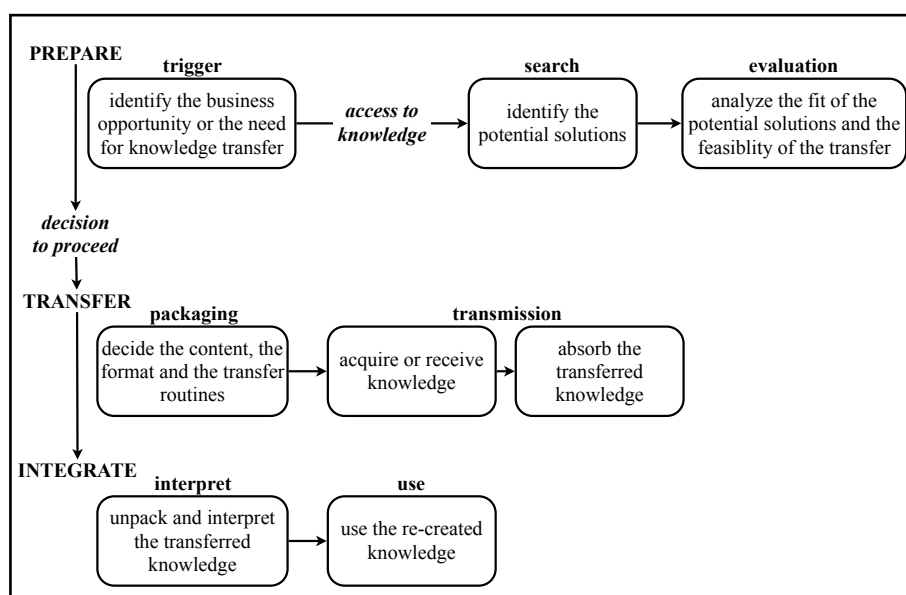 PREPARE
trigger
identify the business
opportunity or the need
for knowledge transfer
access to
knowledge
search
identify the
potential solutions
evaluation
analyze the fit of the
potential solutions and the
feasiblity of the transfer
decision
to proceed
TRANSFER
packaging
decide the content, the
format and the transfer
routines
transmission
acquire or receive
knowledge
absorb the
transferred
knowledge
INTEGRATE
interpret
unpack and interpret
the transferred
knowledge
use
use the re-created
knowledge